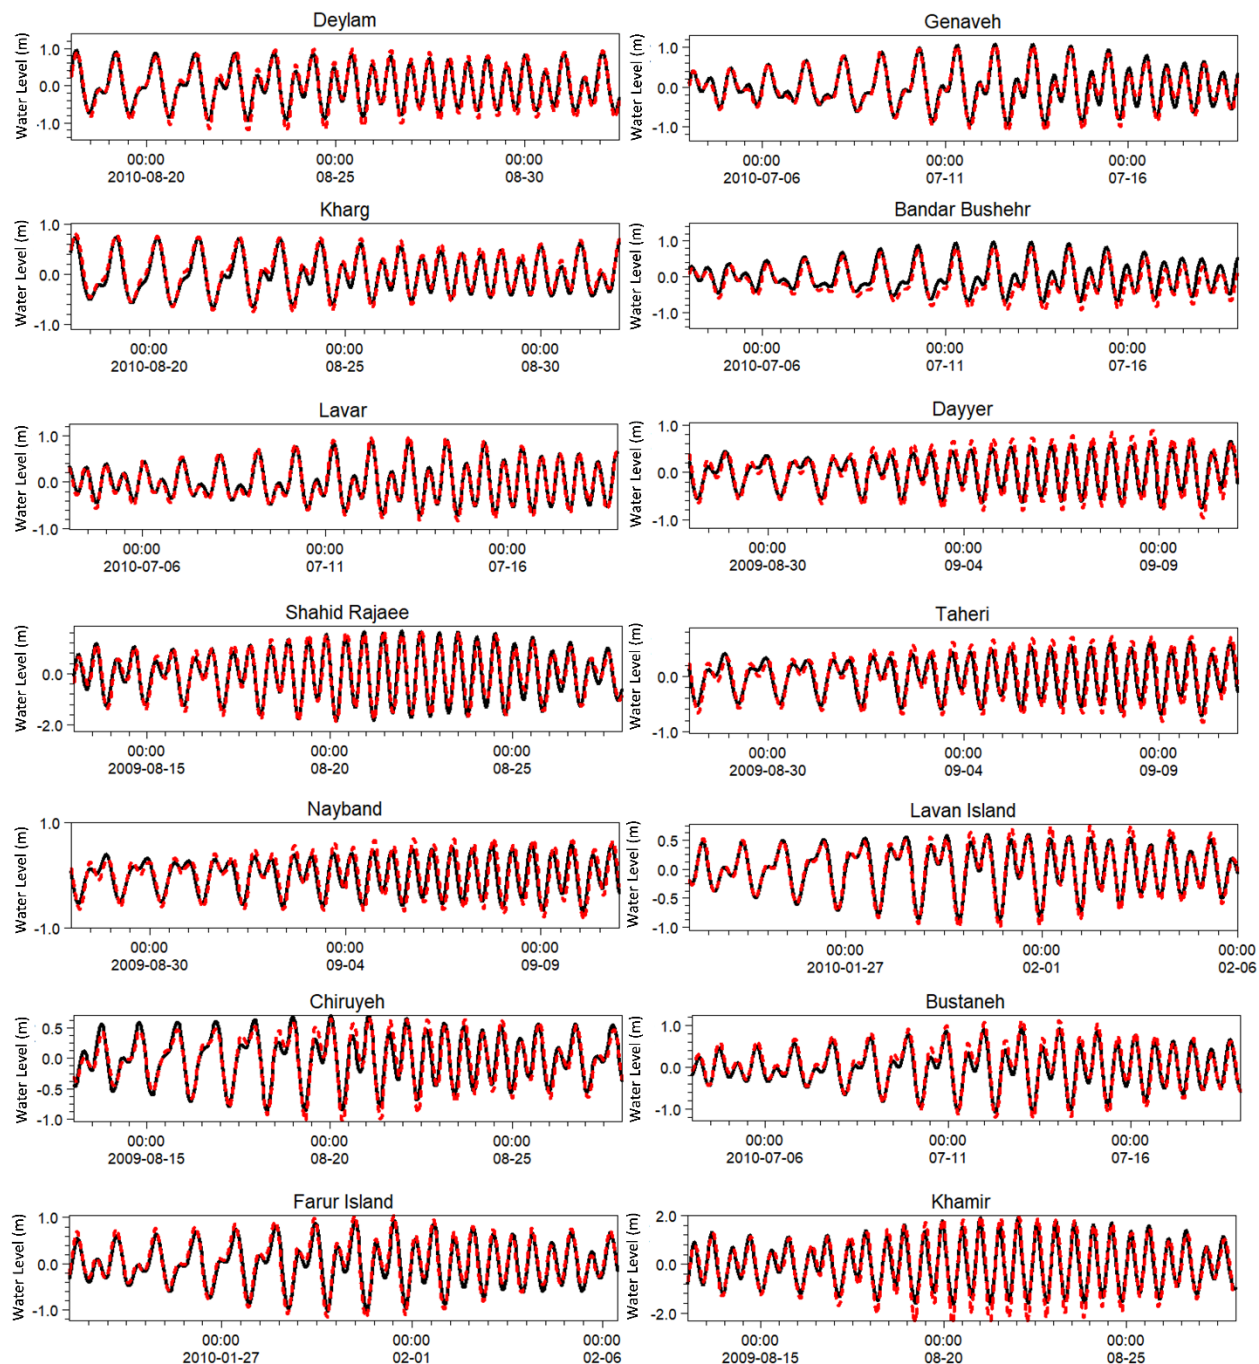 Deylam
Water Level (m)
1.0
0.0
-1.0
00:00 00:00 00:00
2010-08-20 08-25 08-30
Genaveh
Water Level (m)
1.0
0.0
-1.0
00:00 00:00 00:00
2010-07-06 07-11 07-16
Kharg
Water Level (m)
1.0
0.0
-1.0
00:00 00:00 00:00
2010-08-20 08-25 08-30
Bandar Bushehr
Water Level (m)
1.0
0.0
-1.0
00:00 00:00 00:00
2010-07-06 07-11 07-16
Lavar
Water Level (m)
1.0
0.0
-1.0
00:00 00:00 00:00
2010-07-06 07-11 07-16
Dayyer
Water Level (m)
1.0
0.0
-1.0
00:00 00:00 00:00
2009-08-30 09-04 09-09
Shahid Rajaee
Water Level (m)
0.0
-2.0
00:00 00:00 00:00
2009-08-15 08-20 08-25
Taheri
Water Level (m)
0.0
-1.0
00:00 00:00 00:00
2009-08-30 09-04 09-09
Nayband
Water Level (m)
1.0
-1.0
00:00 00:00 00:00
2009-08-30 09-04 09-09
Lavan Island
Water Level (m)
0.5
0.0
-0.5
-1.0
00:00 00:00 00:00
2010-01-27 02-01 02-06
Chiruyeh
Water Level (m)
0.5
0.0
-0.5
-1.0
00:00 00:00 00:00
2009-08-15 08-20 08-25
Bustaneh
Water Level (m)
1.0
0.0
-1.0
00:00 00:00 00:00
2010-07-06 07-11 07-16
Farur Island
Water Level (m)
1.0
0.0
-1.0
00:00 00:00 00:00
2010-01-27 02-01 02-06
Khamir
Water Level (m)
2.0
0.0
-2.0
00:00 00:00 00:00
2009-08-15 08-20 08-25